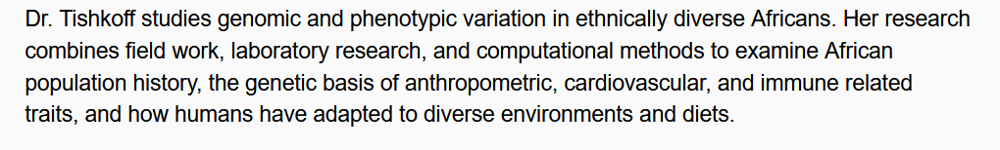 Dr. Tishkoff studies genomic and phenotypic variation in ethnically diverse Africans. Her research
combines field work, laboratory research, and computational methods to examine African
population history, the genetic basis of anthropometric, cardiovascular, and immune related
traits, and how humans have adapted to diverse environments and diets.